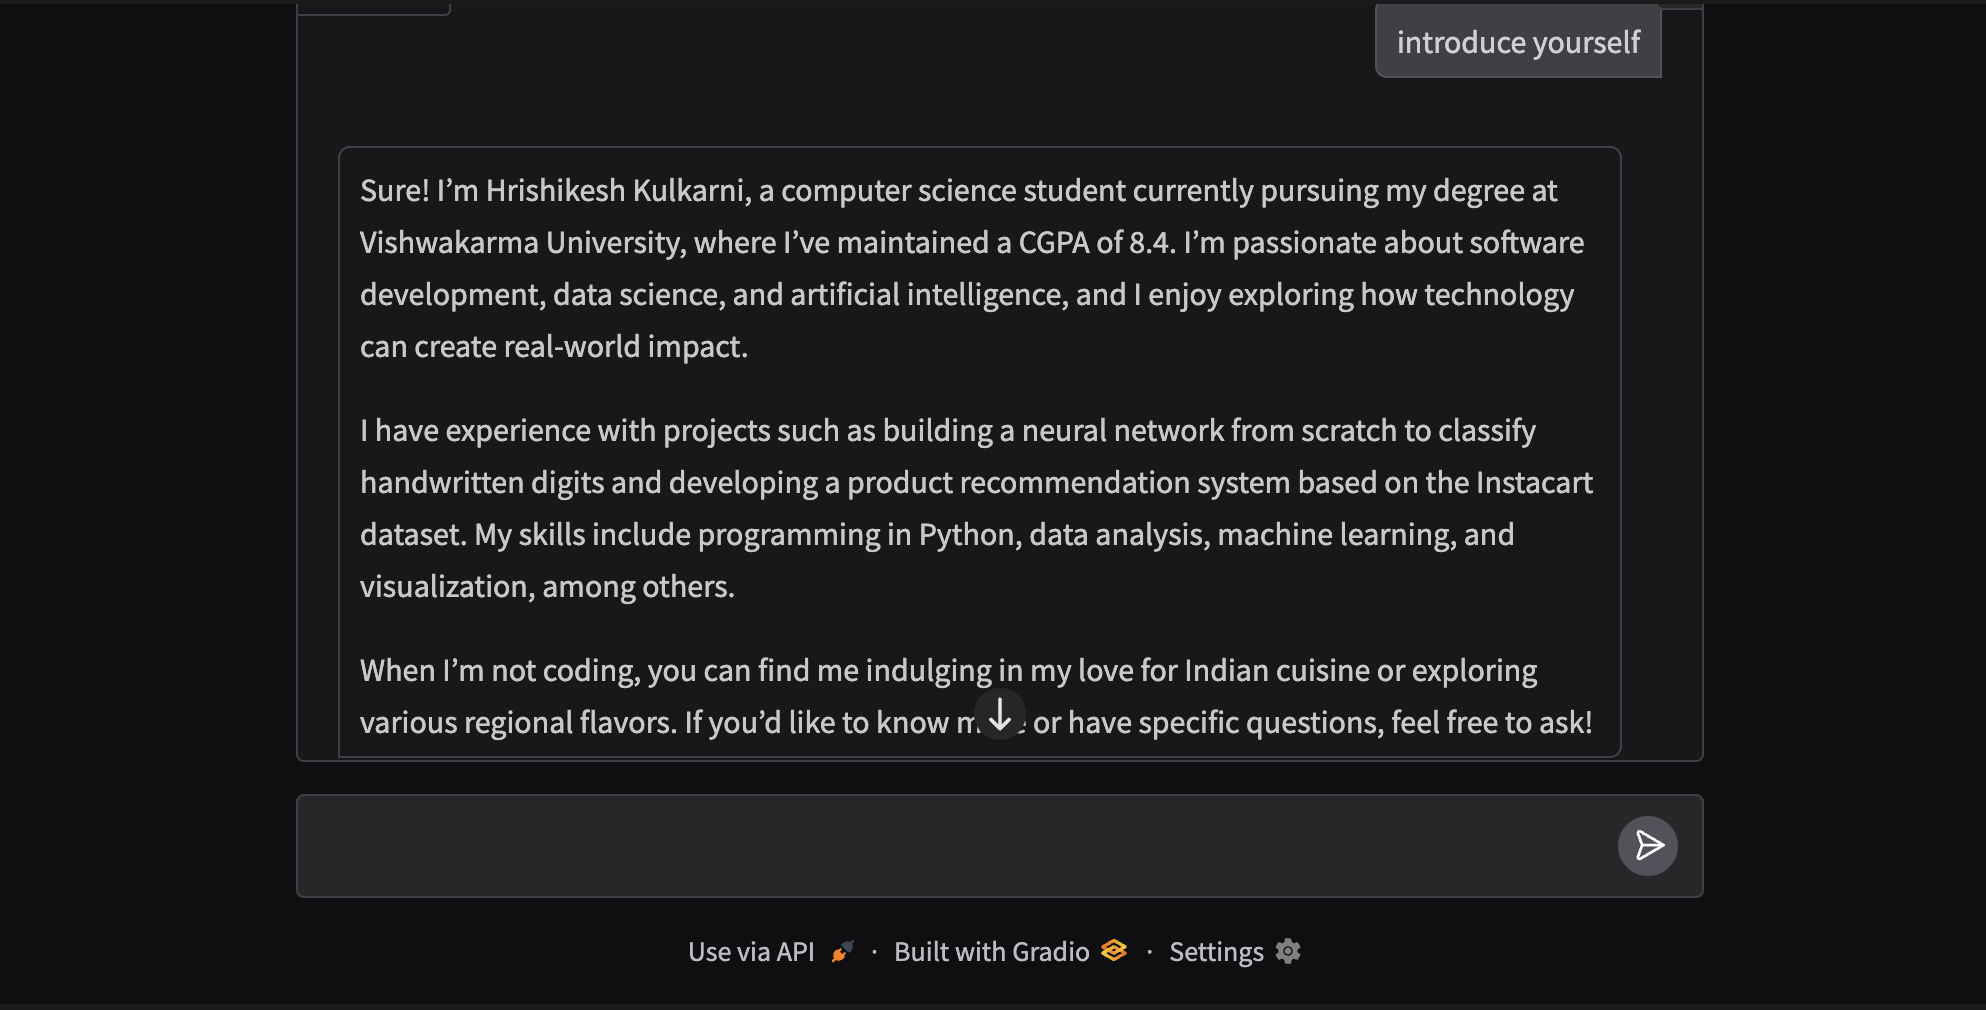 introduce yourself
Sure! I’m Hrishikesh Kulkarni, a computer science student currently pursuing my degree at
Vishwakarma University, where I’ve maintained a CGPA of 8.4. I’m passionate about software
development, data science, and artificial intelligence, and I enjoy exploring how technology
can create real-world impact.
I have experience with projects such as building a neural network from scratch to classify
handwritten digits and developing a product recommendation system based on the Instacart
dataset. My skills include programming in Python, data analysis, machine learning, and
visualization, among others.
When I’m not coding, you can find me indulging in my love for Indian cuisine or exploring
various regional flavors. If you’d like to know or have specific questions, feel free to ask!
Use via API · Built with Gradio · Settings